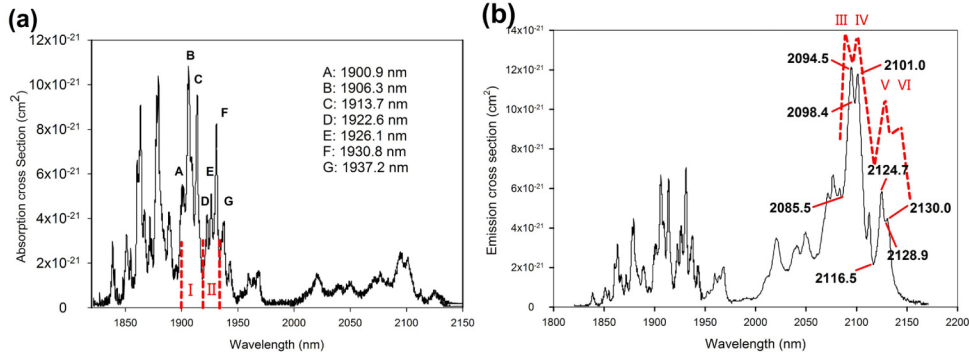 (a)
Absorption cross Section (cm²)
12x10⁻²¹
10x10⁻²¹
8x10⁻²¹
6x10⁻²¹
4x10⁻²¹
2x10⁻²¹
0
A
B
C
D
E
F
G
I
II
A: 1900.9 nm
B: 1906.3 nm
C: 1913.7 nm
D: 1922.6 nm
E: 1926.1 nm
F: 1930.8 nm
G: 1937.2 nm
1850 1900 1950 2000 2050 2100 2150
Wavelength (nm)
(b)
Emission cross section (cm²)
14x10⁻²¹
12x10⁻²¹
10x10⁻²¹
8x10⁻²¹
6x10⁻²¹
4x10⁻²¹
2x10⁻²¹
0
III IV
2094.5
2101.0
2098.4
V VI
2124.7
2085.5
2130.0
2128.9
2116.5
1800 1850 1900 1950 2000 2050 2100 2150 2200
Wavelength (nm)